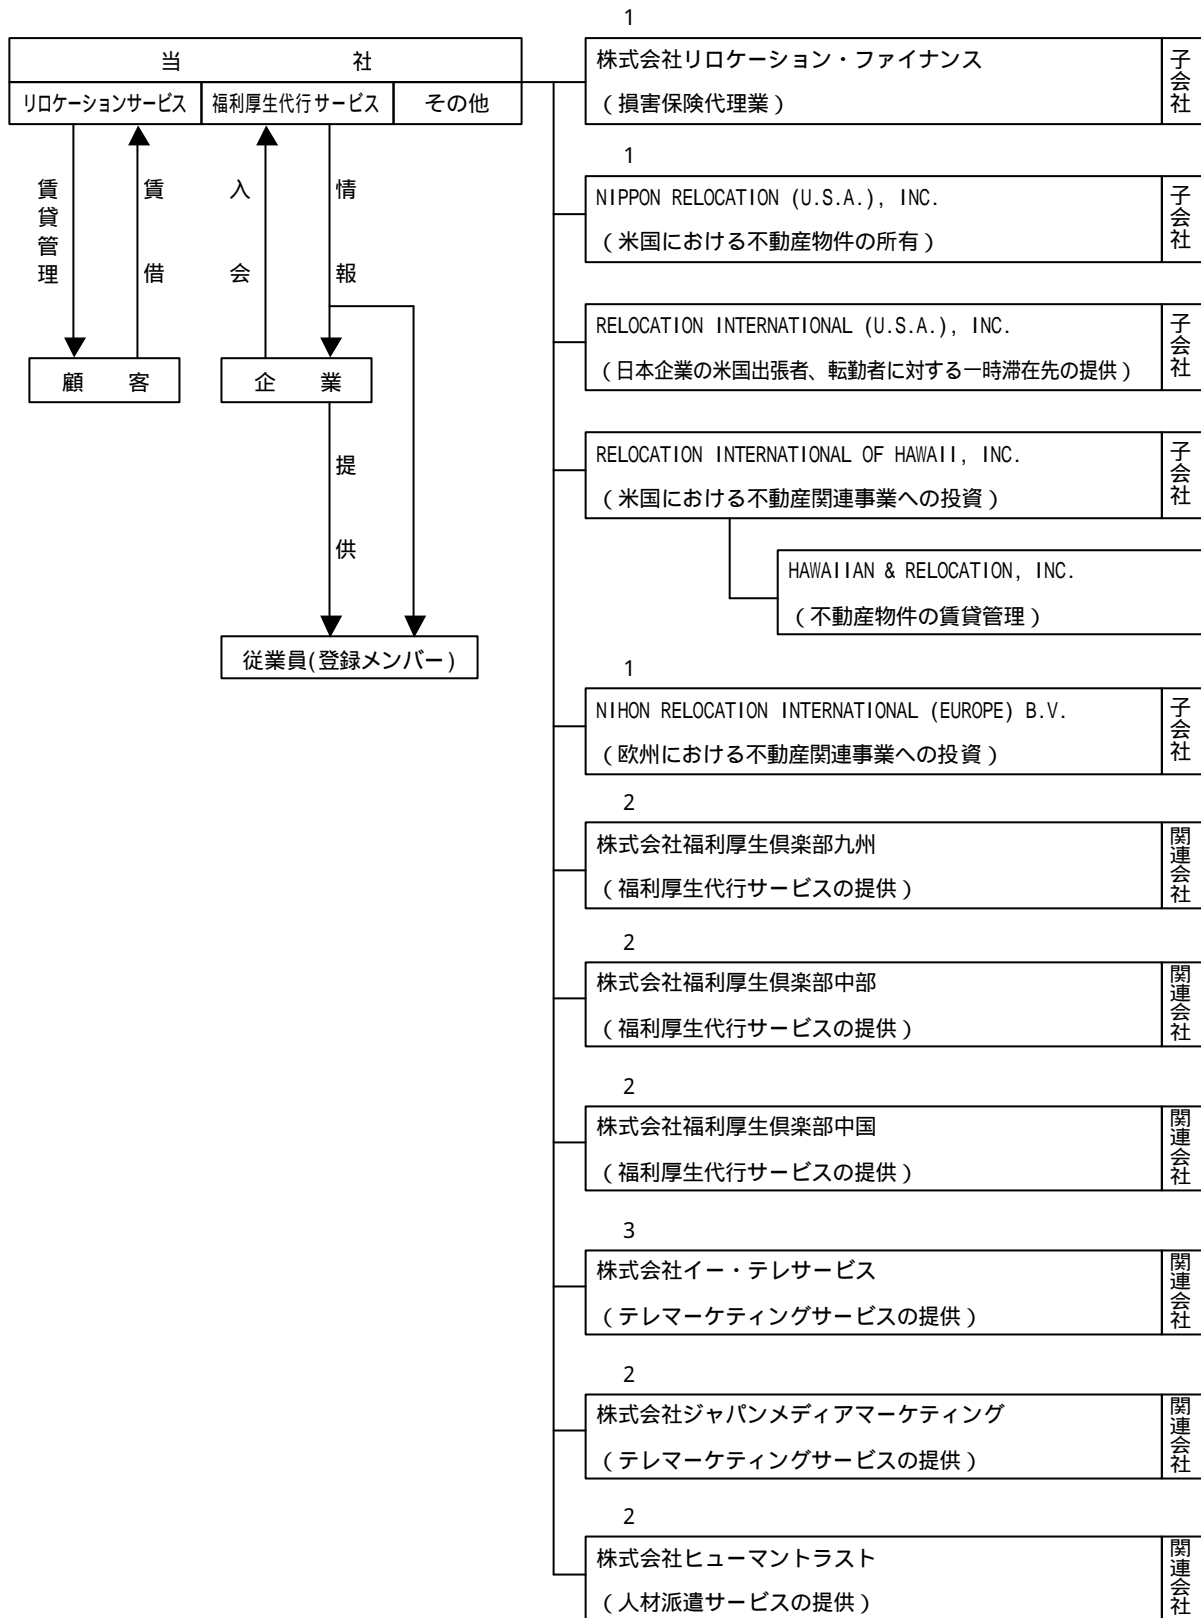 当　　社
リロケーションサービス　福利厚生代行サービス　その他
賃貸管理
賃借
入会
情報
顧　客
企　業
提供
従業員(登録メンバー)
1
株式会社リロケーション・ファイナンス
(損害保険代理業)
子会社
1
NIPPON RELOCATION (U.S.A.), INC.
(米国における不動産物件の所有)
子会社
RELOCATION INTERNATIONAL (U.S.A.), INC.
(日本企業の米国出張者、転勤者に対する一時滞在先の提供)
子会社
RELOCATION INTERNATIONAL OF HAWAII, INC.
(米国における不動産関連事業への投資)
子会社
HAWAIIAN & RELOCATION, INC.
(不動産物件の賃貸管理)
1
NIHON RELOCATION INTERNATIONAL (EUROPE) B.V.
(欧州における不動産関連事業への投資)
子会社
2
株式会社福利厚生倶楽部九州
(福利厚生代行サービスの提供)
関連会社
2
株式会社福利厚生倶楽部中部
(福利厚生代行サービスの提供)
関連会社
2
株式会社福利厚生倶楽部中国
(福利厚生代行サービスの提供)
関連会社
3
株式会社イー・テレサービス
(テレマーケティングサービスの提供)
関連会社
2
株式会社ジャパンメディアマーケティング
(テレマーケティングサービスの提供)
関連会社
2
株式会社ヒューマントラスト
(人材派遣サービスの提供)
関連会社